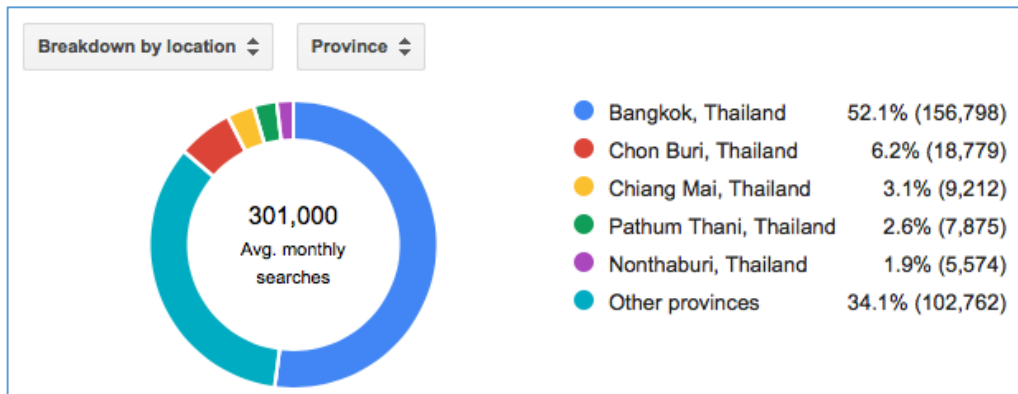 Breakdown by location
Province
301,000
Avg. monthly
searches
Bangkok, Thailand 52.1% (156,798)
Chon Buri, Thailand 6.2% (18,779)
Chiang Mai, Thailand 3.1% (9,212)
Pathum Thani, Thailand 2.6% (7,875)
Nonthaburi, Thailand 1.9% (5,574)
Other provinces 34.1% (102,762)